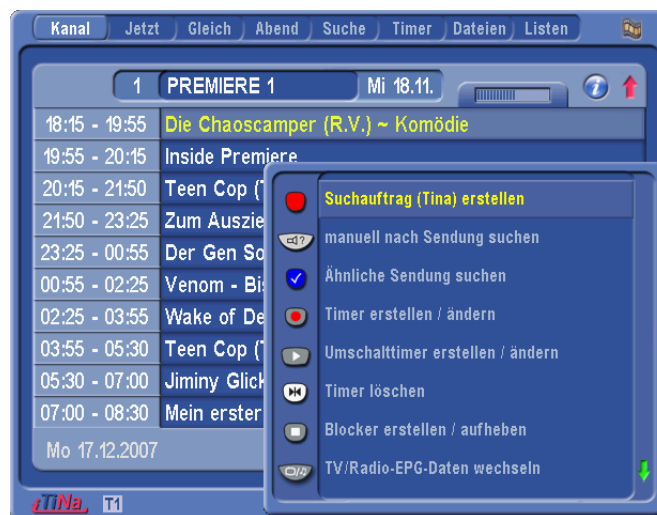 Kanal Jetzt Gleich Abend Suche Timer Dateien Listen
1 PREMIERE 1 Mi 18.11.
18:15 - 19:55 Die Chaoscamper (R.V.) ~ Komödie
19:55 - 20:15 Inside Premiere
20:15 - 21:50 Teen Cop (
21:50 - 23:25 Zum Auszie
23:25 - 00:55 Der Gen So
00:55 - 02:25 Venom - Bi
02:25 - 03:55 Wake of De
03:55 - 05:30 Teen Cop (
05:30 - 07:00 Jiminy Glick
07:00 - 08:30 Mein erster
Mo 17.12.2007
Suchauftrag (Tina) erstellen
manuell nach Sendung suchen
Ähnliche Sendung suchen
Timer erstellen / ändern
Umschalttimer erstellen / ändern
Timer löschen
Blocker erstellen / aufheben
TV/Radio-EPG-Daten wechseln
iTiNa T1